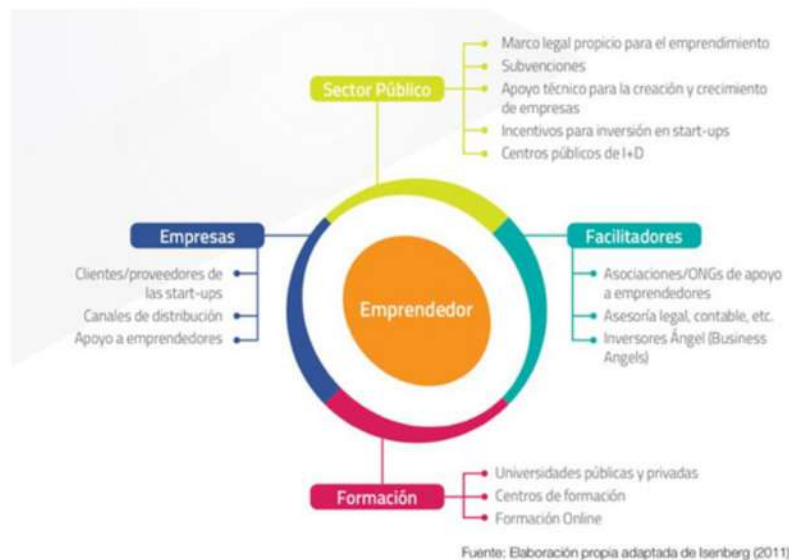 Sector Público
Marco legal propicio para el emprendimiento
Subvenciones
Apoyo técnico para la creación y crecimiento
de empresas
Incentivos para inversión en start-ups
Centros públicos de I+D
Empresas
Clientes/proveedores de
las start-ups
Canales de distribución
Apoyo a emprendedores
Emprendedor
Facilitadores
Asociaciones/ONGs de apoyo
a emprendedores
Asesoría legal, contable, etc.
Inversores Ángel (Business
Angels)
Formación
Universidades públicas y privadas
Centros de formación
Formación Online
Fuente: Elaboración propia adaptada de Isenberg (2011)